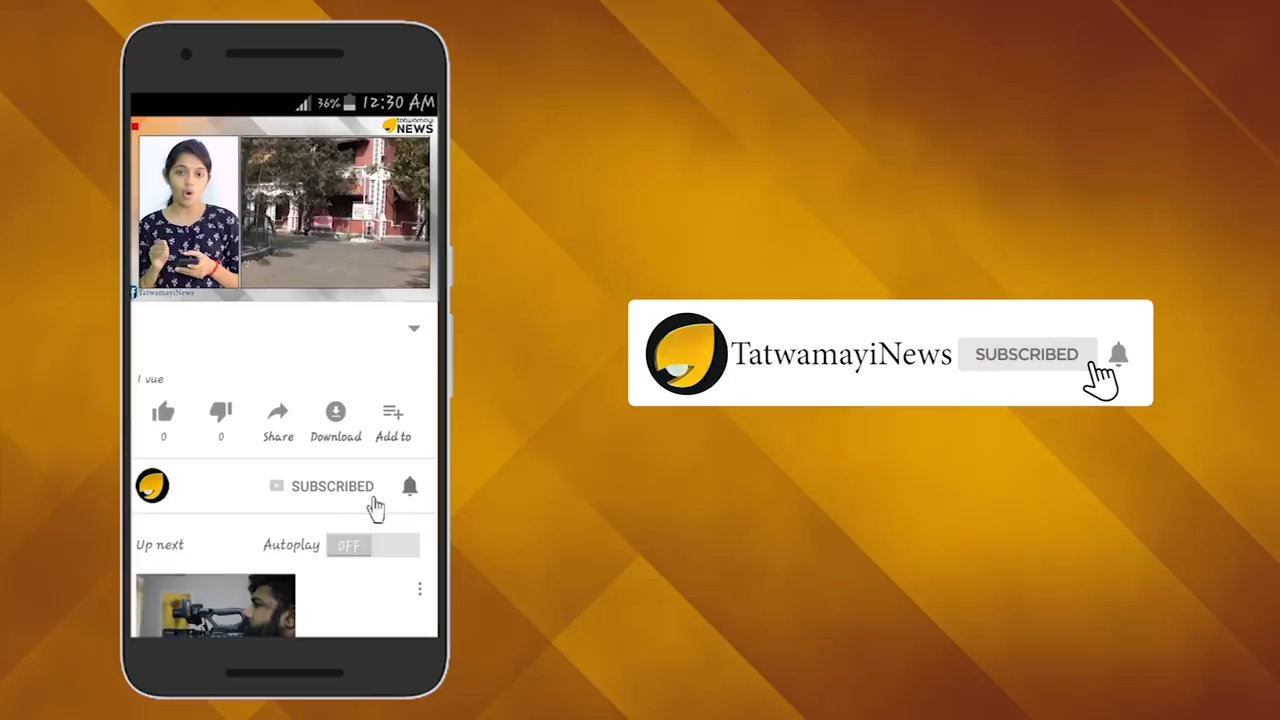 36% 12:30 AM
tatwamayi
NEWS
TatwamayiNews
1 vue
0 0 Share Download Add to
SUBSCRIBED
Up next Autoplay OFF
TatwamayiNews SUBSCRIBED